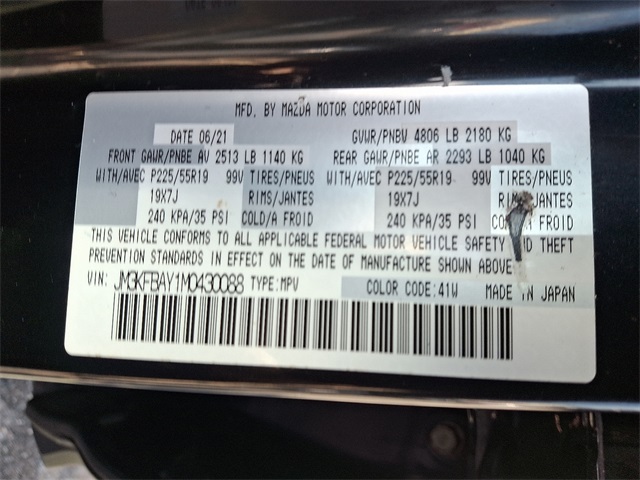 MFD. BY MAZDA MOTOR CORPORATION
DATE 06/21 GVWR/PNBV 4806 LB 2180 KG
FRONT GAWR/PNBE AV 2513 LB 1140 KG REAR GAWR/PNBE AR 2293 LB 1040 KG
WITH/AVEC P225/55R19 99V TIRES/PNEUS WITH/AVEC P225/55R19 99V TIRES/PNEUS
19X7J RIMS/JANTES 19X7J RIMS/JANTES
240 KPA/35 PSI COLD/A FROID 240 KPA/35 PSI COLD/A FROID
THIS VEHICLE CONFORMS TO ALL APPLICABLE FEDERAL MOTOR VEHICLE SAFETY AND THEFT
PREVENTION STANDARDS IN EFFECT ON THE DATE OF MANUFACTURE SHOWN ABOVE
VIN: JM3KFBAY1M0430088 TYPE:MPV COLOR CODE:41W MADE IN JAPAN